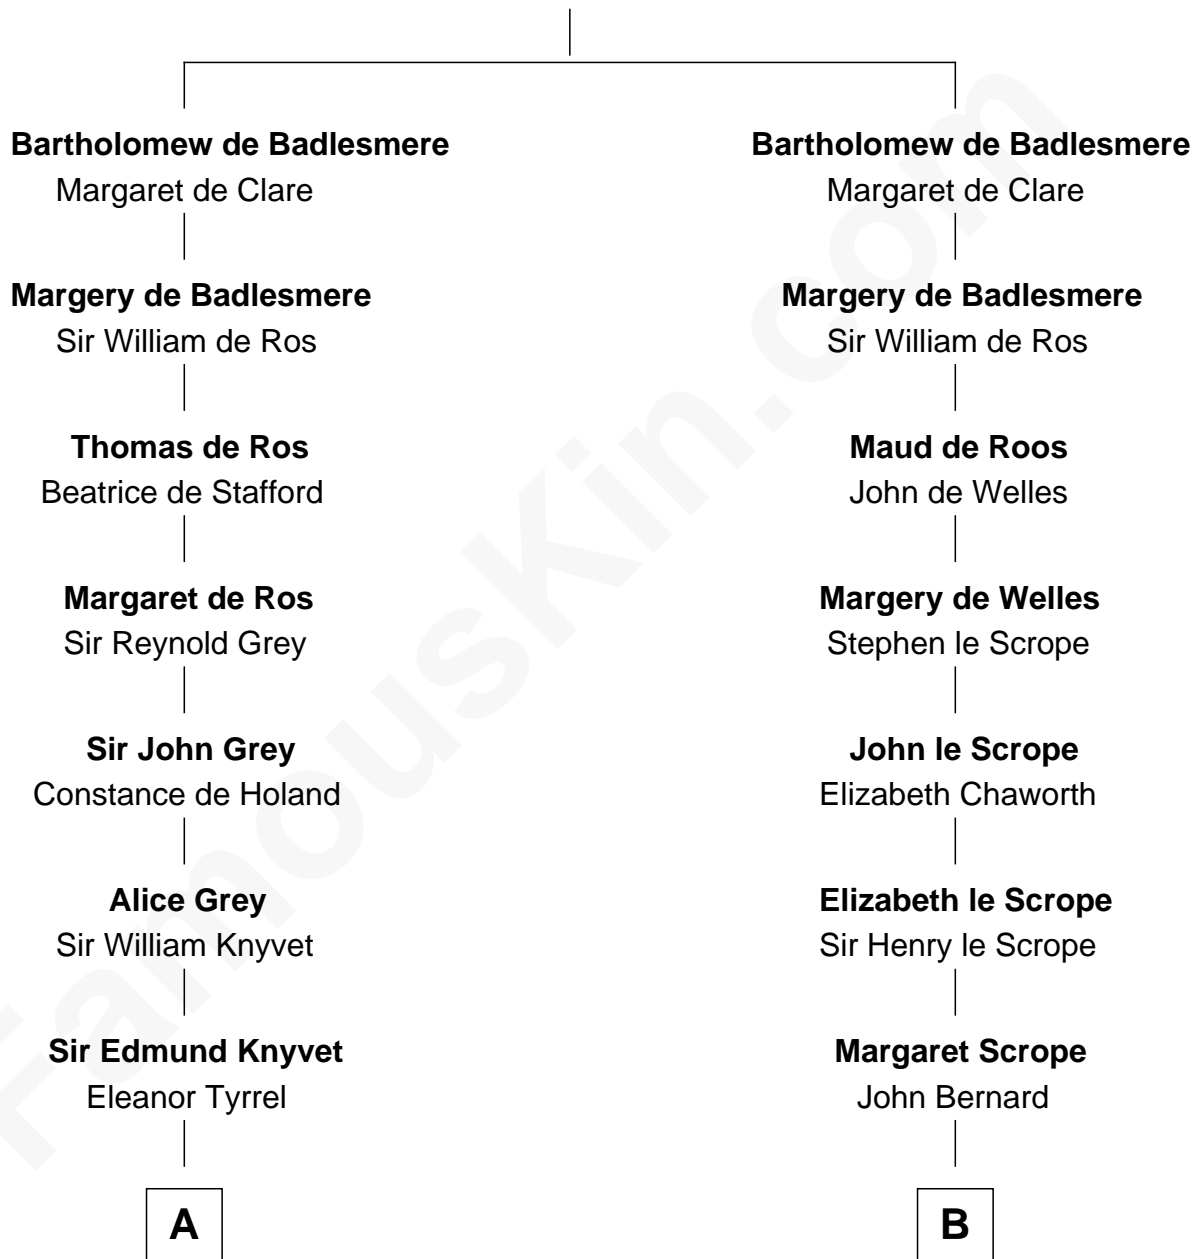 Bartholomew de Badlesmere
Margaret de Clare
Margery de Badlesmere
Sir William de Ros
Thomas de Ros
Beatrice de Stafford
Margaret de Ros
Sir Reynold Grey
Sir John Grey
Constance de Holand
Alice Grey
Sir William Knyvet
Sir Edmund Knyvet
Eleanor Tyrrel
A
Bartholomew de Badlesmere
Margaret de Clare
Margery de Badlesmere
Sir William de Ros
Maud de Roos
John de Welles
Margery de Welles
Stephen le Scrope
John le Scrope
Elizabeth Chaworth
Elizabeth le Scrope
Sir Henry le Scrope
Margaret Scrope
John Bernard
B
FamousKin.com